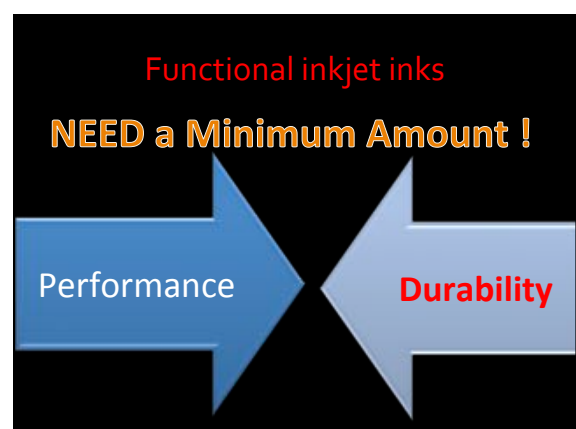 Functional inkjet inks
NEED a Minimum Amount !
Performance
Durability